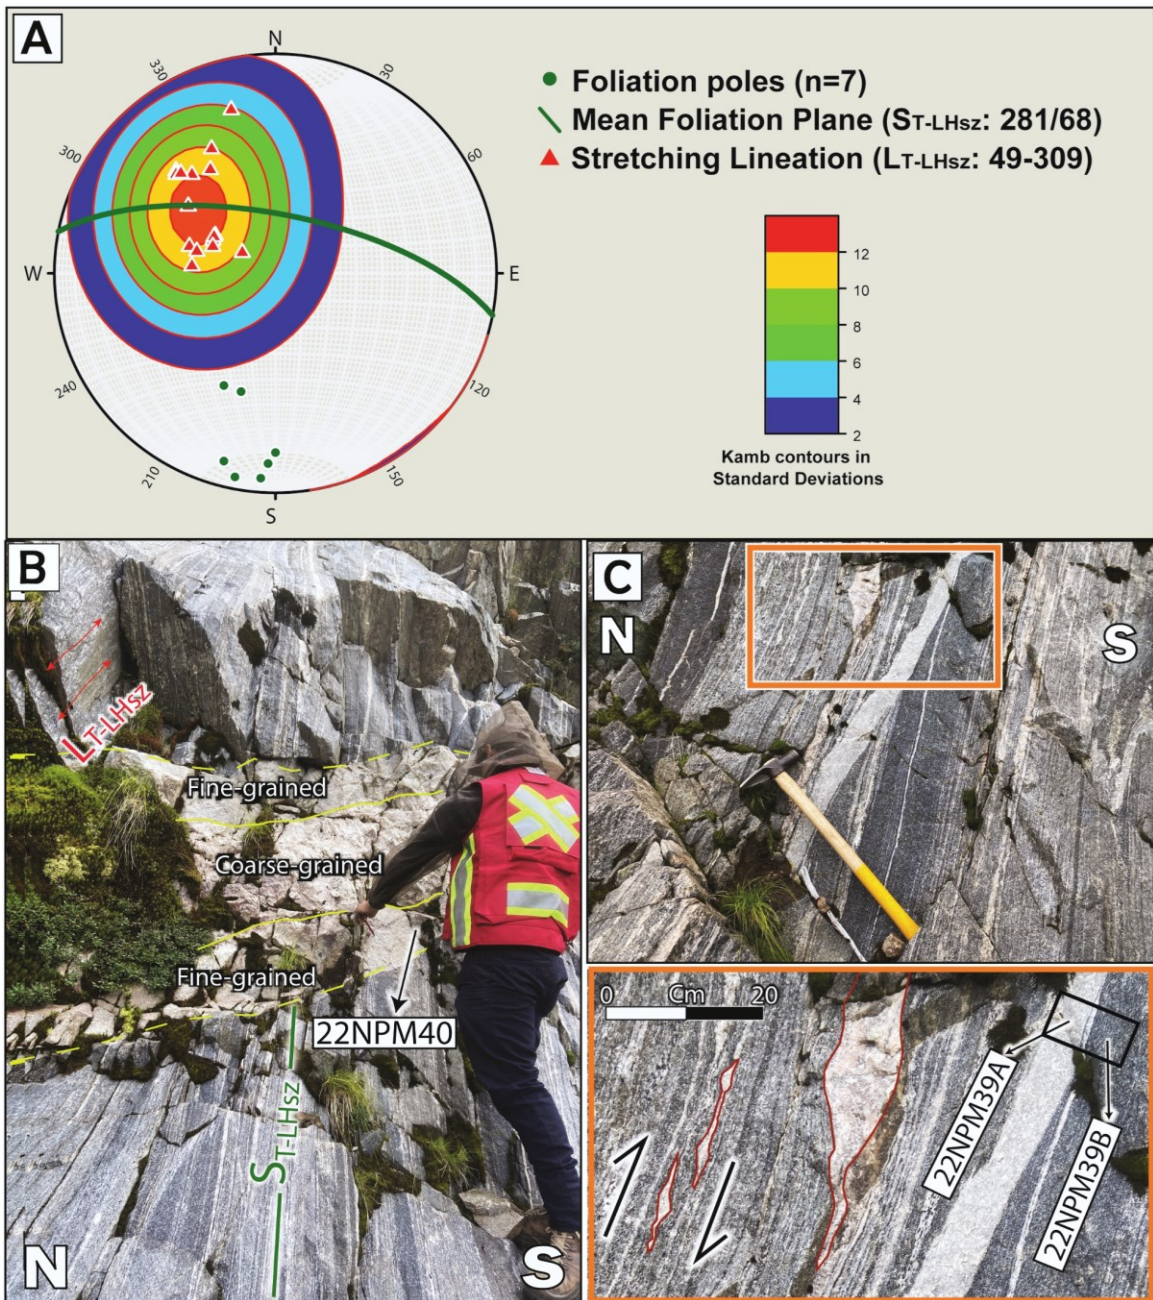 A
N
330
30
300
60
W
E
240
120
210
150
S
Foliation poles (n=7)
Mean Foliation Plane (ST-LHsz: 281/68)
Stretching Lineation (LT-LHsz: 49-309)
12
10
8
6
4
2
Kamb contours in
Standard Deviations
B
LT-LHsz
Fine-grained
Coarse-grained
Fine-grained
22NPM40
ST-LHsz
N
S
C
N
S
0 Cm 20
22NPM39A
22NPM39B